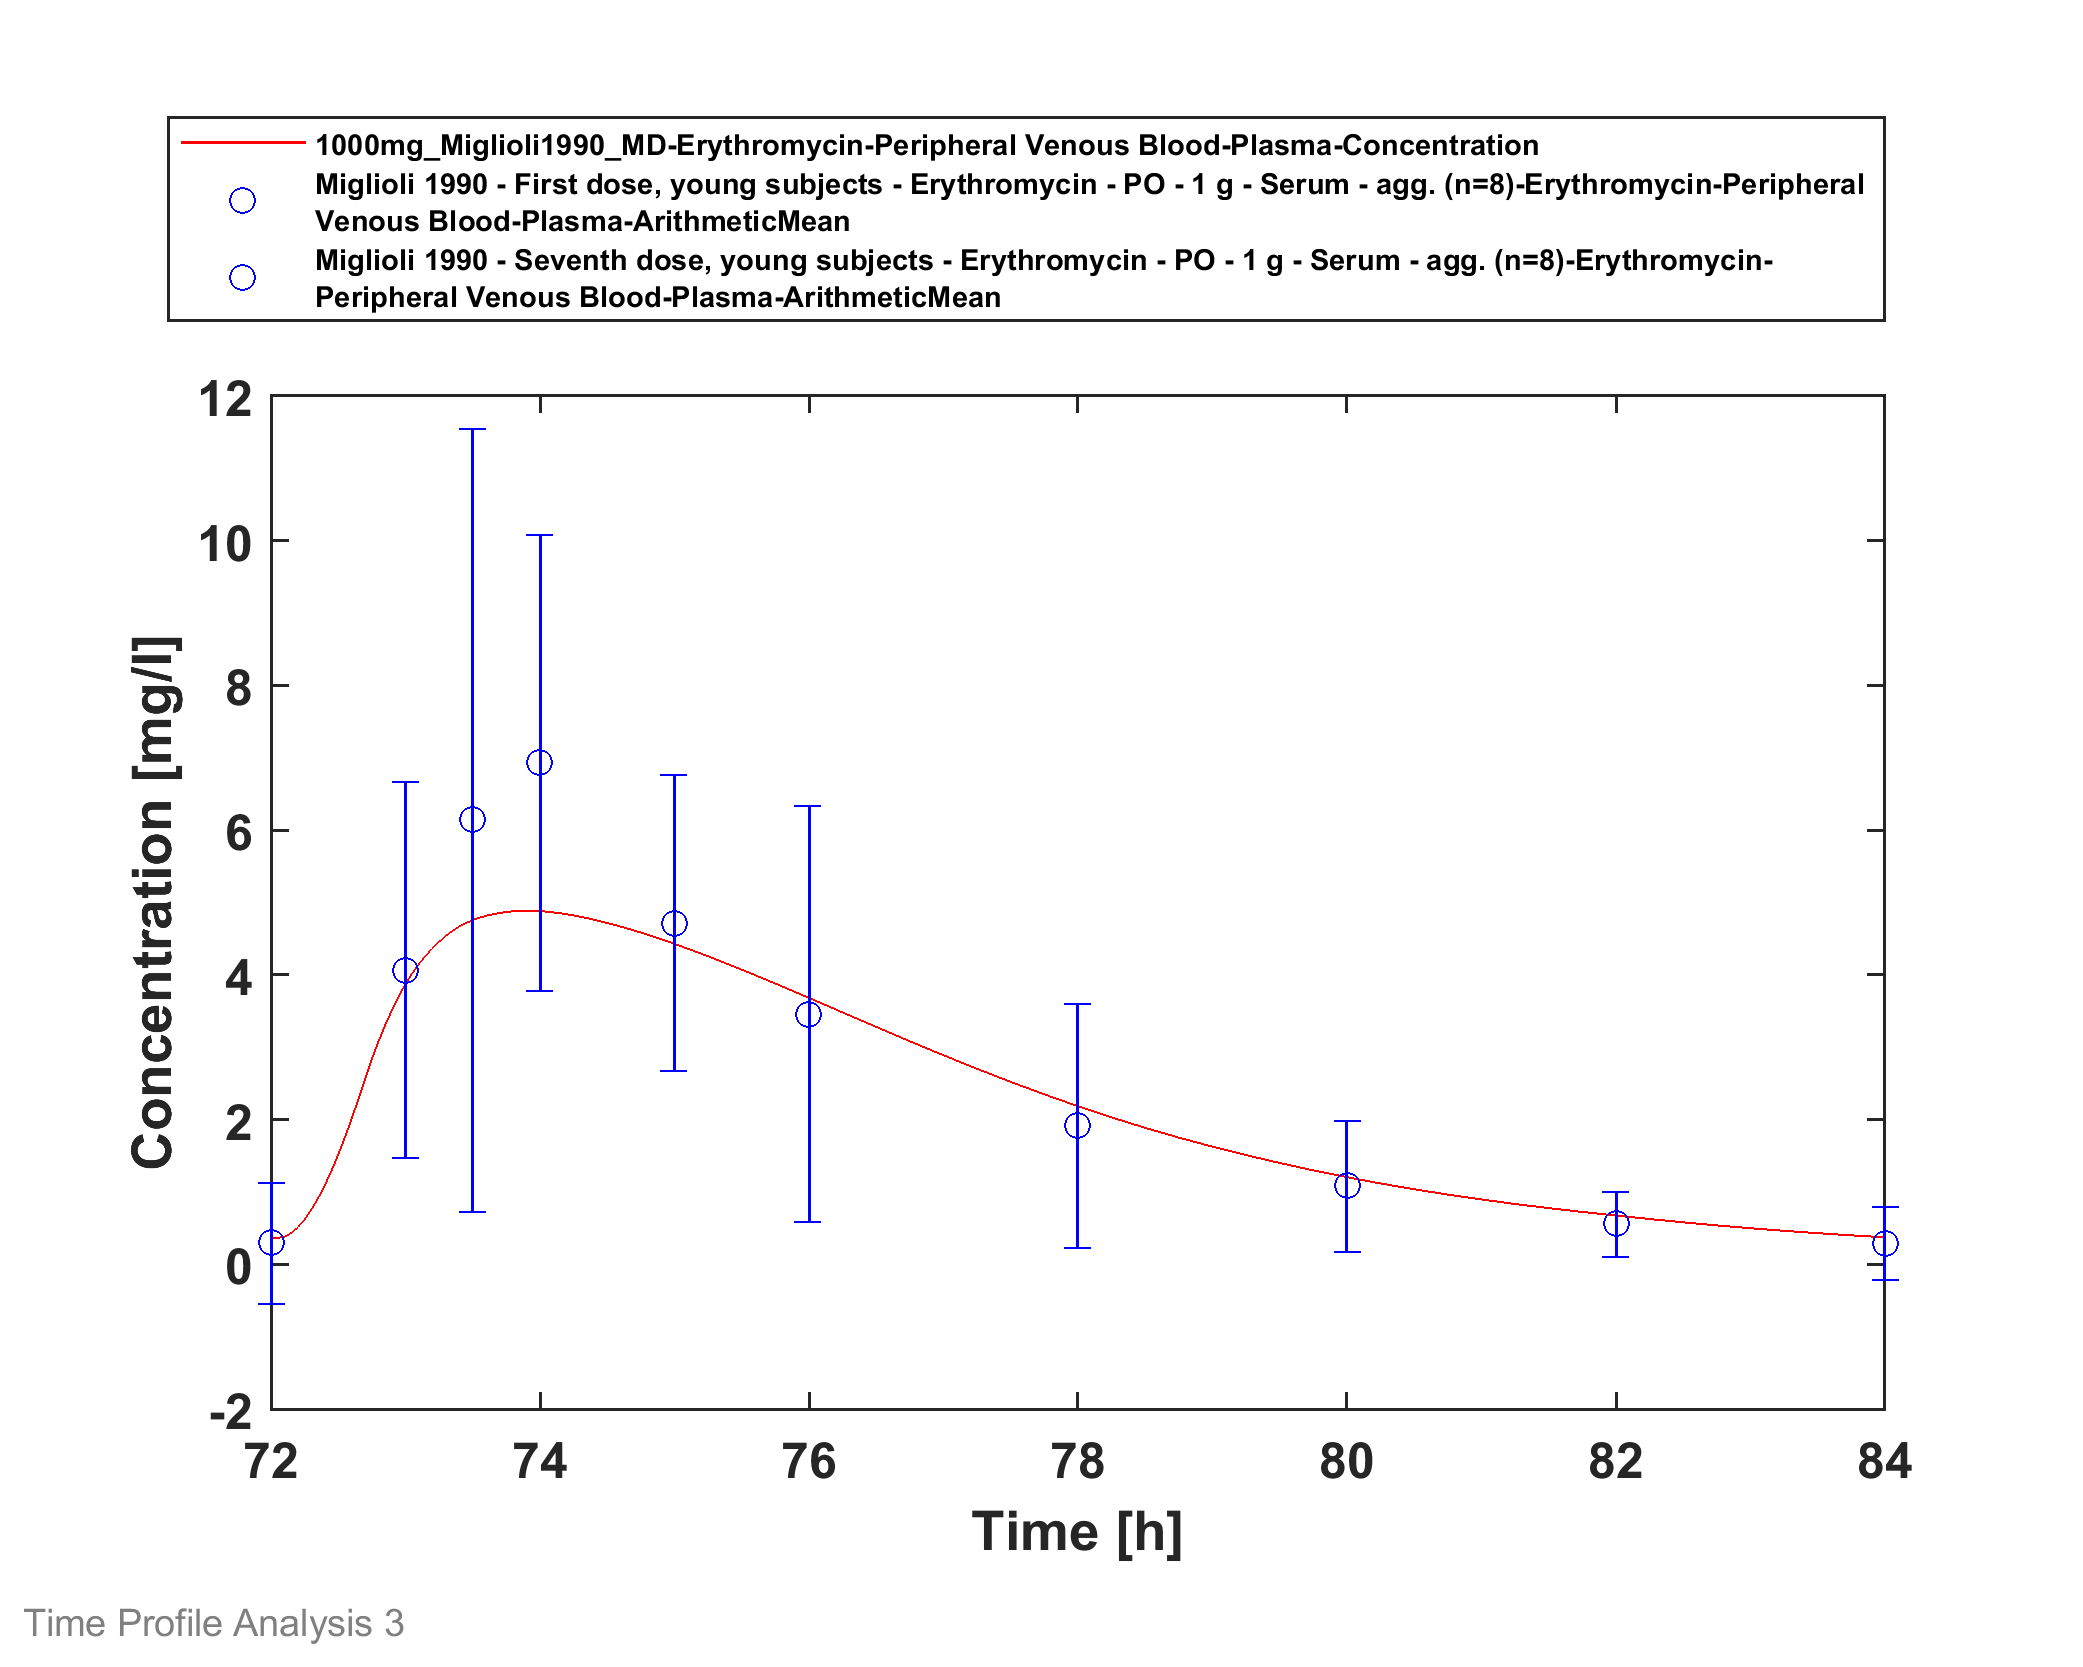 1000mg_Miglioli1990_MD-Erythromycin-Peripheral Venous Blood-Plasma-Concentration
Miglioli 1990 - First dose, young subjects - Erythromycin - PO - 1 g - Serum - agg. (n=8)-Erythromycin-Peripheral
Venous Blood-Plasma-ArithmeticMean
Miglioli 1990 - Seventh dose, young subjects - Erythromycin - PO - 1 g - Serum - agg. (n=8)-Erythromycin-
Peripheral Venous Blood-Plasma-ArithmeticMean
12
10
8
6
4
2
0
-2
Concentration [mg/l]
72 74 76 78 80 82 84
Time [h]
Time Profile Analysis 3